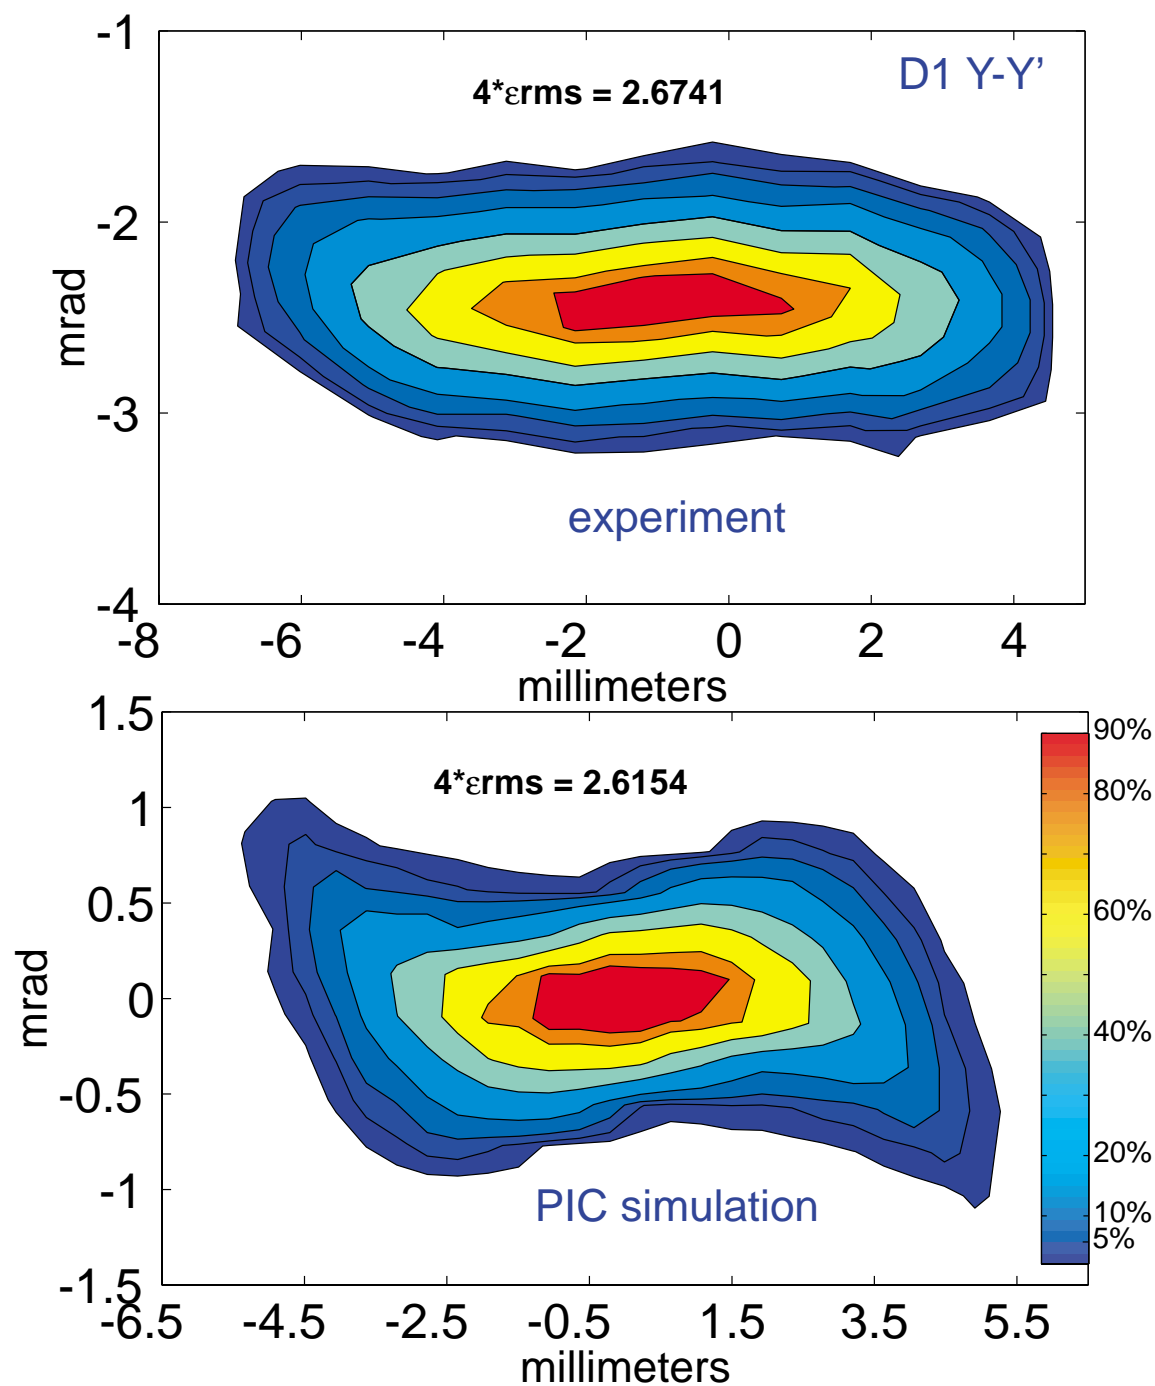 -1
D1 Y-Y’
4*εrms = 2.6741
-2
mrad
-3
experiment
-4
-8 -6 -4 -2 0 2 4
millimeters
1.5
90%
4*εrms = 2.6154
80%
1
0.5
60%
mrad
0
40%
-0.5
20%
-1
PIC simulation
10%
5%
-1.5
-6.5 -4.5 -2.5 -0.5 1.5 3.5 5.5
millimeters